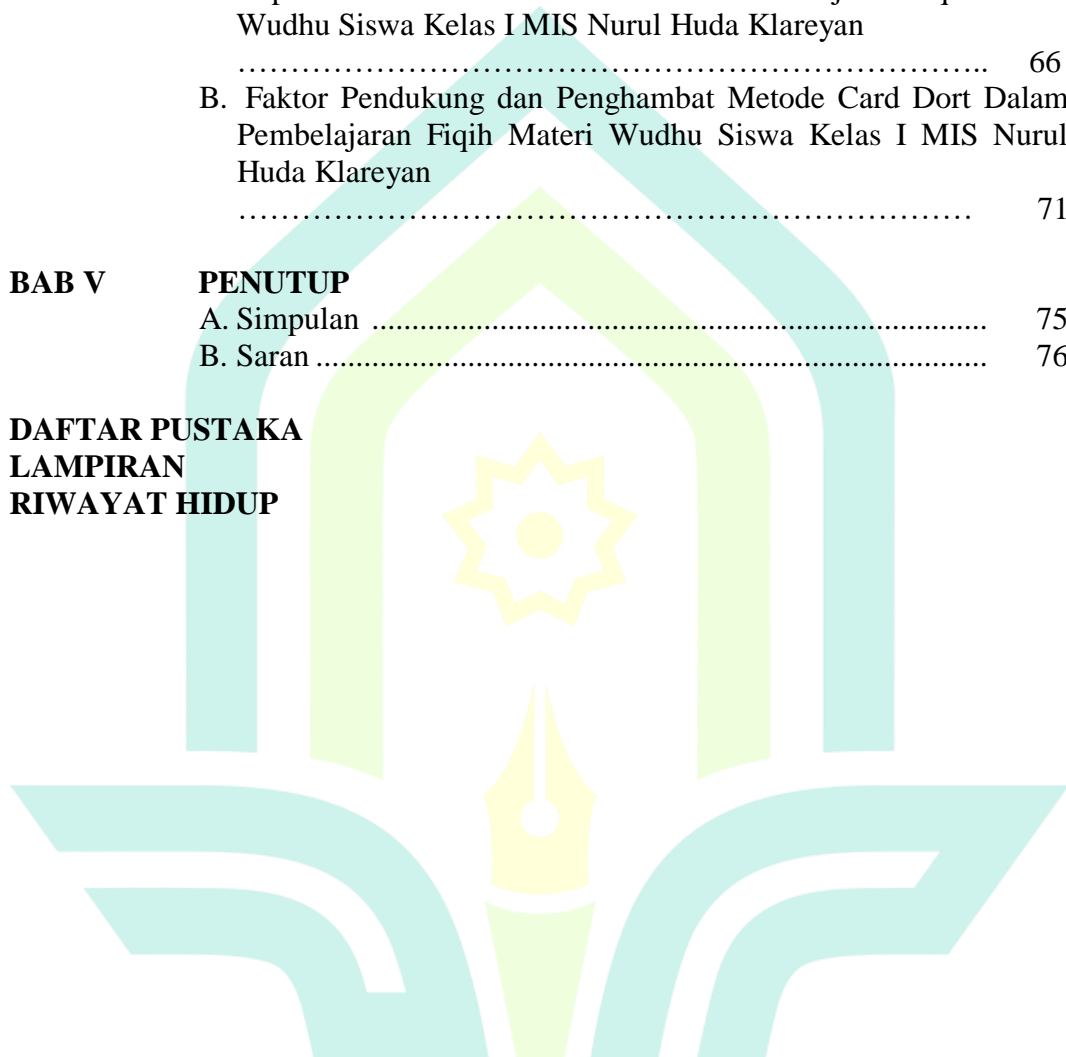 Wudhu Siswa Kelas I MIS Nurul Huda Klareyan
……………………………………………………………….. 66
B. Faktor Pendukung dan Penghambat Metode Card Dort Dalam
Pembelajaran Fiqih Materi Wudhu Siswa Kelas I MIS Nurul
Huda Klareyan
……………………………………………………………… 71
BAB V PENUTUP
A. Simpulan ............................................................................. 75
B. Saran .................................................................................... 76
DAFTAR PUSTAKA
LAMPIRAN
RIWAYAT HIDUP